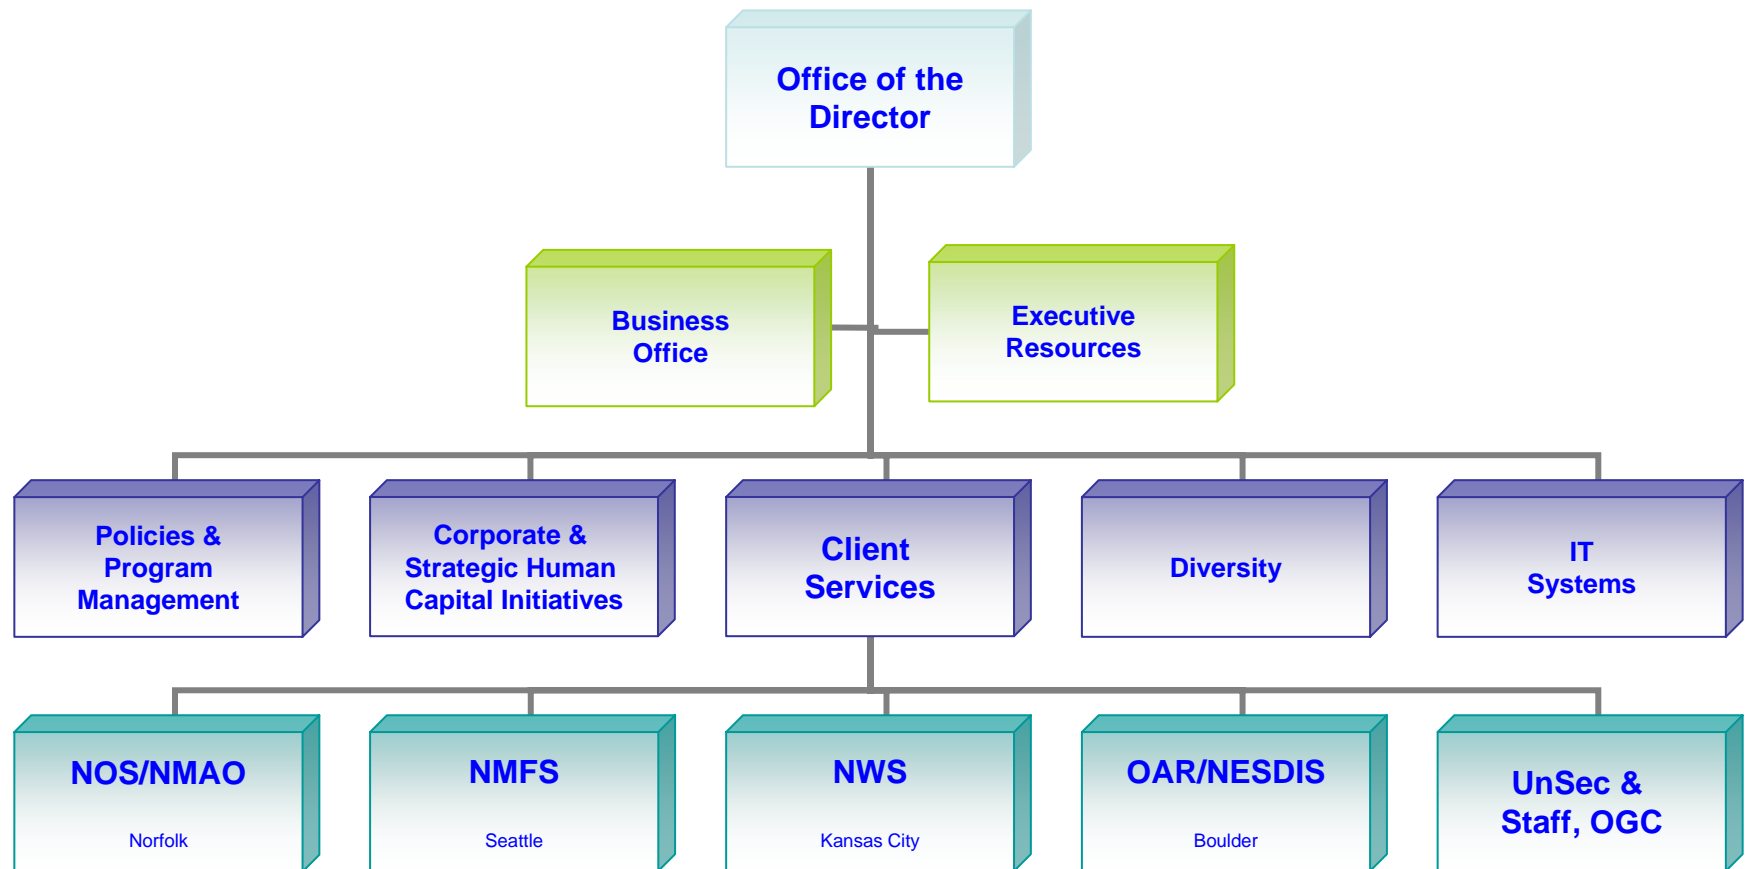 Office of the
Director
Business
Office
Executive
Resources
Policies &
Program
Management
Corporate &
Strategic Human
Capital Initiatives
Client
Services
Diversity
IT
Systems
NOS/NMAO
Norfolk
NMFS
Seattle
NWS
Kansas City
OAR/NESDIS
Boulder
UnSec &
Staff, OGC